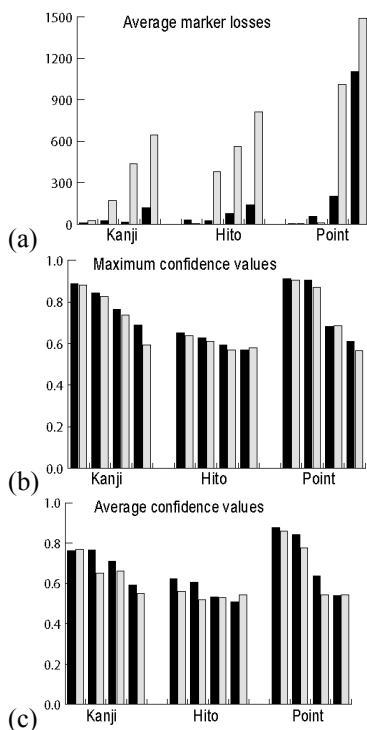 Average marker losses
1500
1200
900
600
300
0
Kanji Hito Point
(a)
Maximum confidence values
1.0
0.8
0.6
0.4
0.2
0.0
Kanji Hito Point
(b)
Average confidence values
1.0
0.8
0.6
0.4
0.2
0.0
Kanji Hito Point
(c)